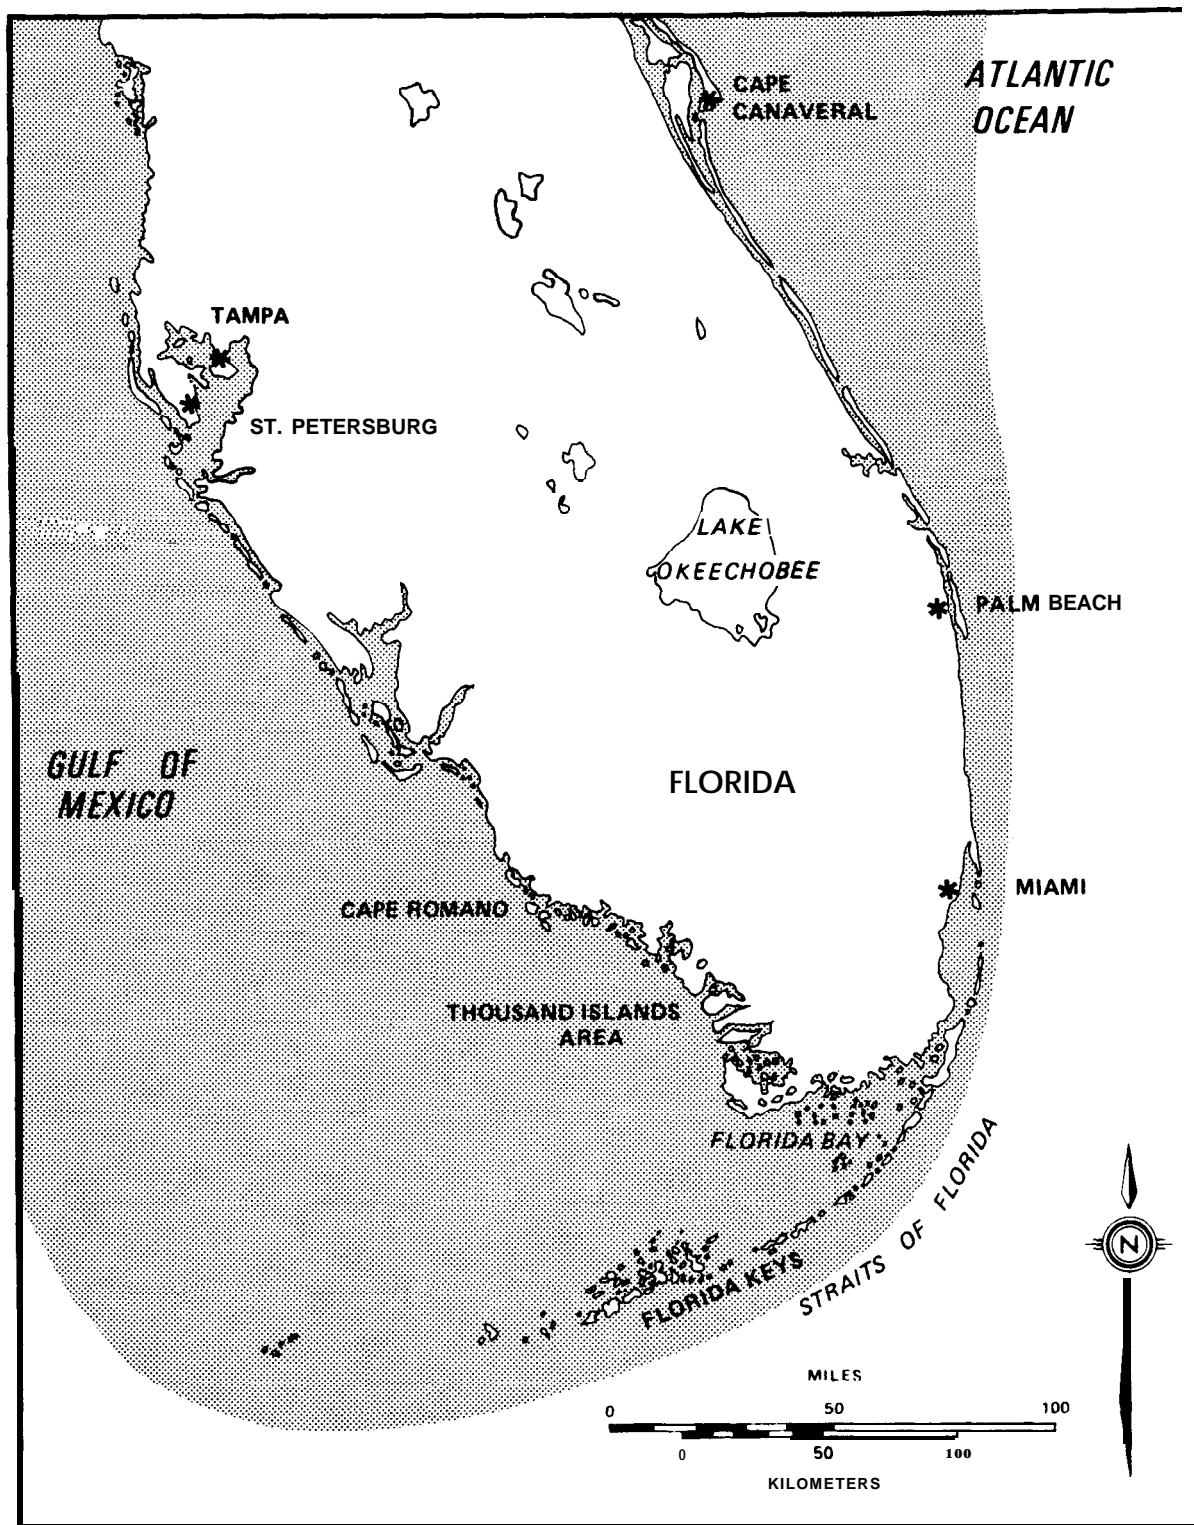 ATLANTIC
OCEAN
CAPE
CANAVERAL
TAMPA
ST. PETERSBURG
LAKE
OKEECHOBEE
PALM BEACH
GULF OF
MEXICO
FLORIDA
MIAMI
CAPE ROMANO
THOUSAND ISLANDS
AREA
FLORIDA BAY
STRAITS OF FLORIDA
FLORIDA KEYS
N
MILES
0 50 100
0 50 100
KILOMETERS